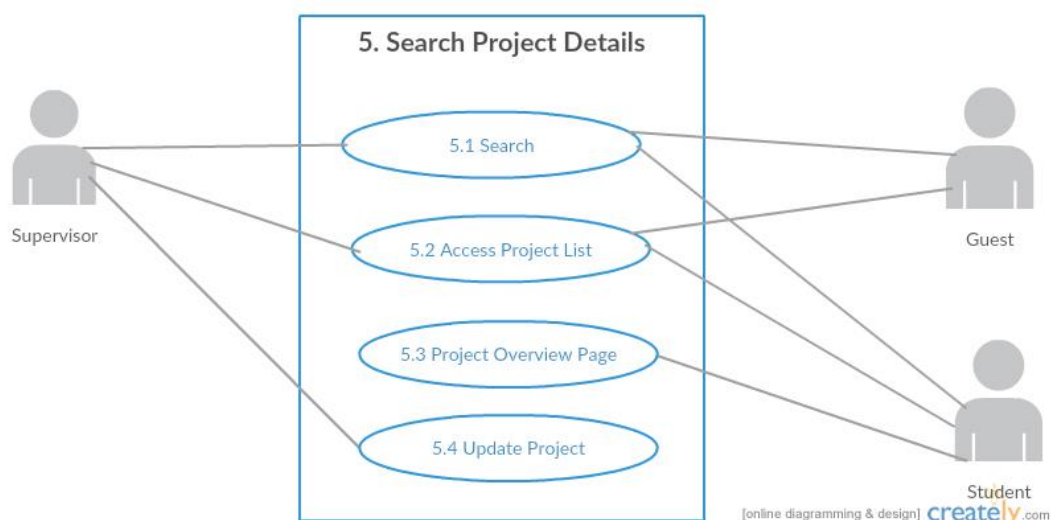 5. Search Project Details
5.1 Search
Supervisor
Guest
5.2 Access Project List
5.3 Project Overview Page
5.4 Update Project
Student
[online diagramming & design] creately.com